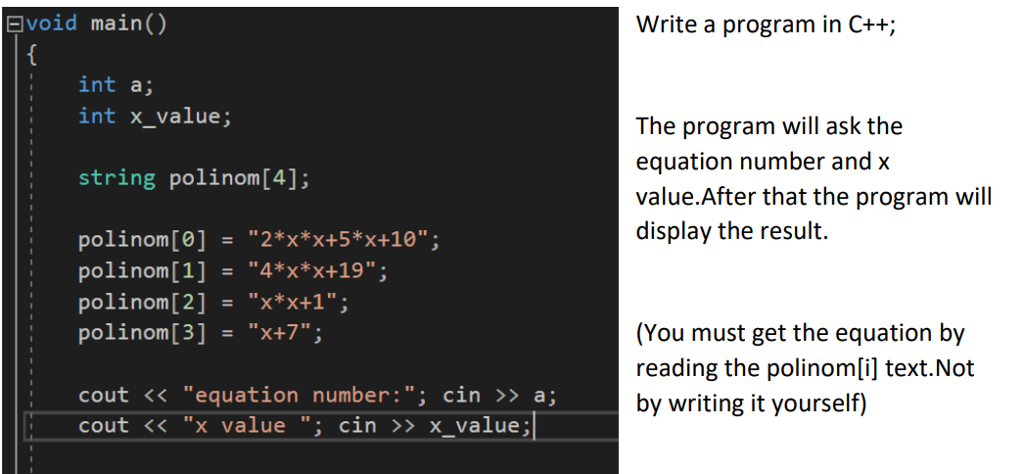 void main()
{
int a;
int x_value;
string polinom[4];
polinom[0] = "2*x*x+5*x+10";
polinom[1] = "4*x*x+19";
polinom[2] = "x*x+1";
polinom[3] = "x+7";
cout << "equation number:"; cin >> a;
cout << "x value "; cin >> x_value;
Write a program in C++;
The program will ask the
equation number and x
value.After that the program will
display the result.
(You must get the equation by
reading the polinom[i] text.Not
by writing it yourself)